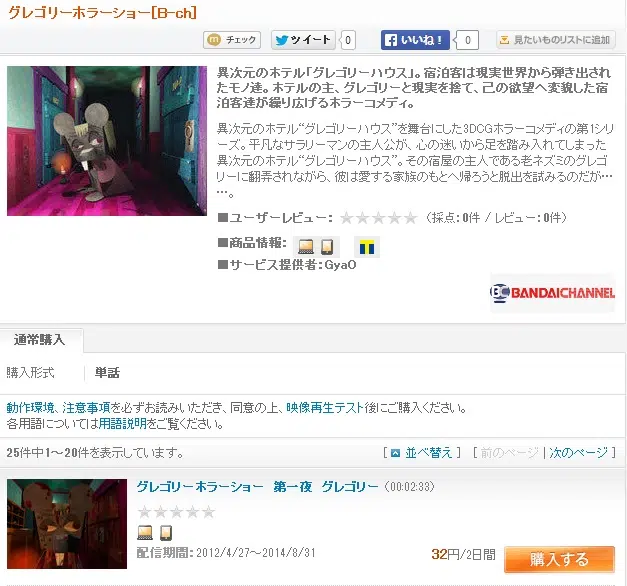 グレゴリーホラーショー[B-ch]
m チェック ツイート 0 いいね! 0 見たいものリストに追加
異次元のホテル「グレゴリーハウス」。宿泊客は現実世界から弾き出され
たモノ達。ホテルの主、グレゴリーと現実を捨て、己の欲望へ変貌した宿
泊客達が繰り広げるホラーコメディ。
異次元のホテル“グレゴリーハウス”を舞台にした3DCGホラーコメディの第1シリ
ーズ。平凡なサラリーマンの主人公が、心の迷いから足を踏み入れてしまった
異次元のホテル“グレゴリーハウス”。その宿屋の主人である老ネズミのグレゴ
リーに翻弄されながら、彼は愛する家族のもとへ帰ろうと脱出を試みるのだが…
…。
■ユーザーレビュー: ★★★★★ (採点:0件 / レビュー:0件)
■商品情報: T
■サービス提供者:GyaO
BC BANDAICHANNEL
通常購入
購入形式 単話
動作環境、注意事項を必ずお読みいただき、同意の上、映像再生テスト後にご購入ください。
各用語については用語説明をご覧ください。
25件中1~20件を表示しています。 [ 並べ替え ] [ 前のページ | 次のページ ]
グレゴリーホラーショー 第一夜 グレゴリー (00:02:33)
★★★★★
配信期間:2012/4/27~2014/8/31 32円/2日間 購入する